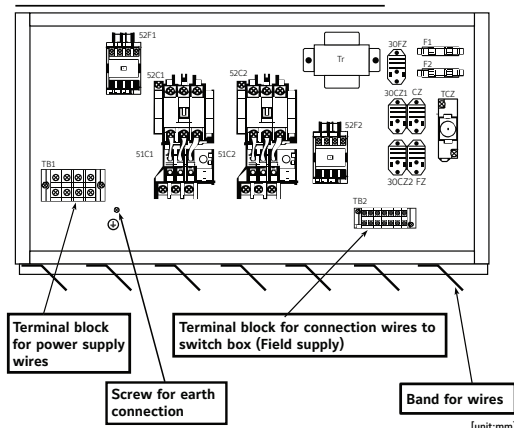 52F1
52C1
52C2
Tr
30FZ
F1
F2
30CZ1 CZ
TCZ
51C1
51C2
52F2
30CZ2 FZ
TB1
TB2
Terminal block
for power supply
wires
Terminal block for connection wires to
switch box (Field supply)
Screw for earth
connection
Band for wires
[unit:mm]